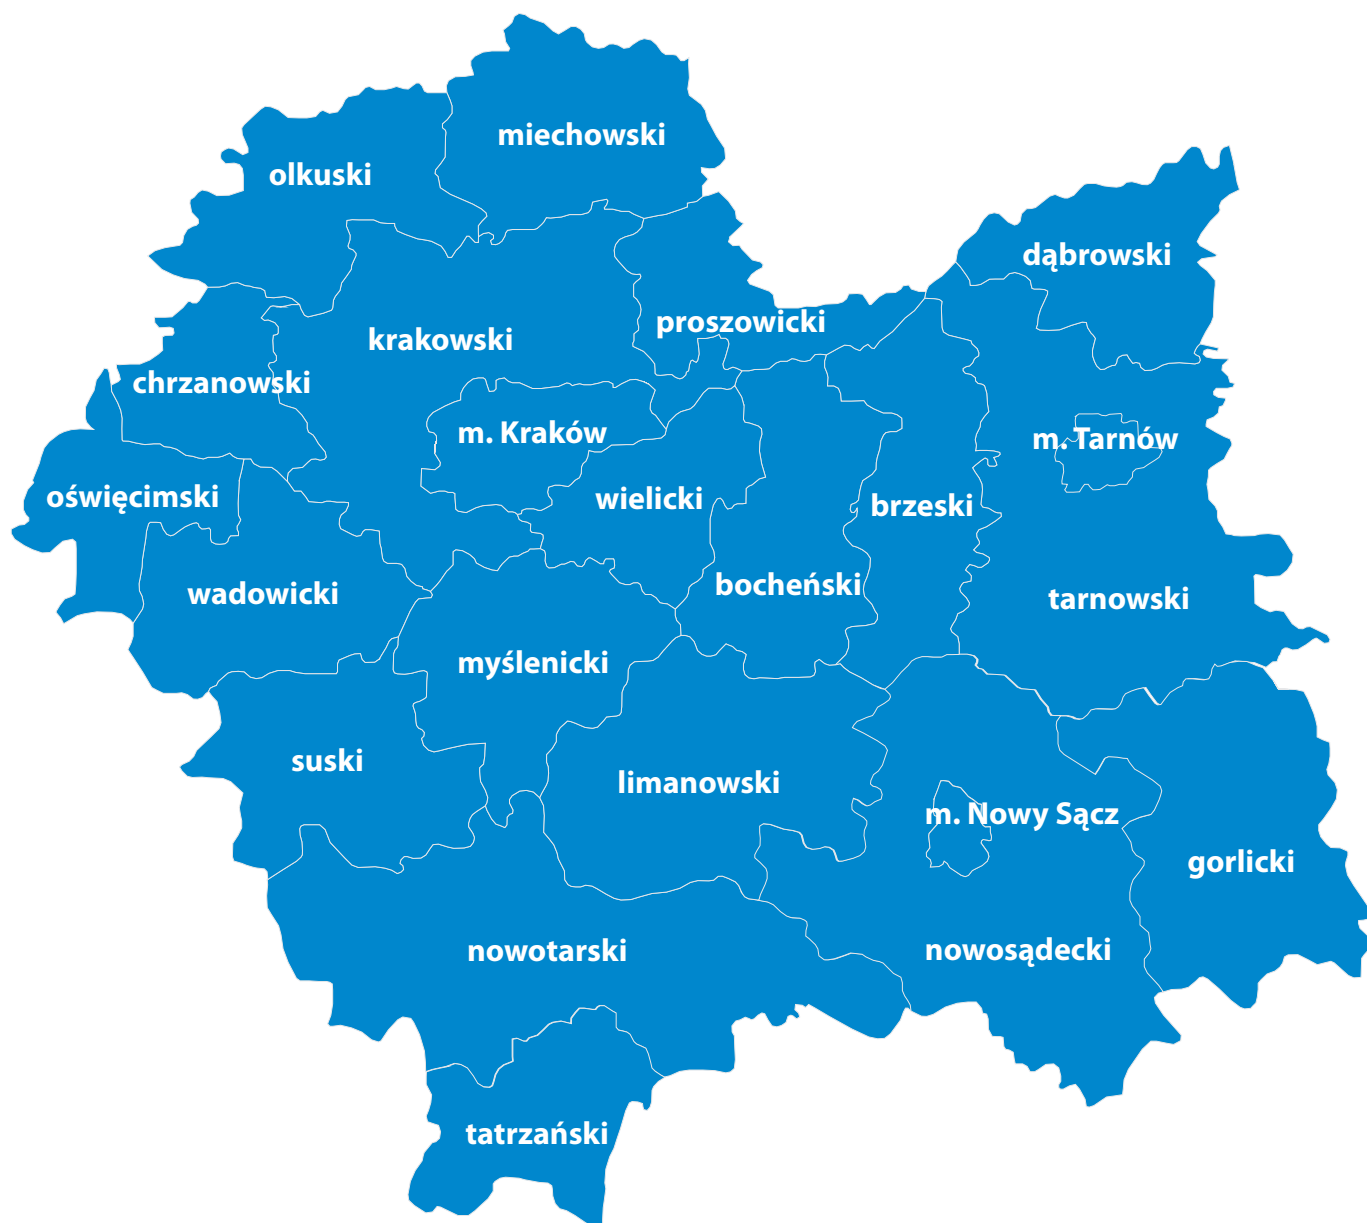 miechowski
olkuski
dąbrowski
proszowicki
krakowski
chrzanowski
m. Kraków
m. Tarnów
oświęcimski
wielicki
brzeski
bocheński
wadowicki
tarnowski
myślenicki
suski
limanowski
m. Nowy Sącz
gorlicki
nowotarski
nowosądecki
tatrzański